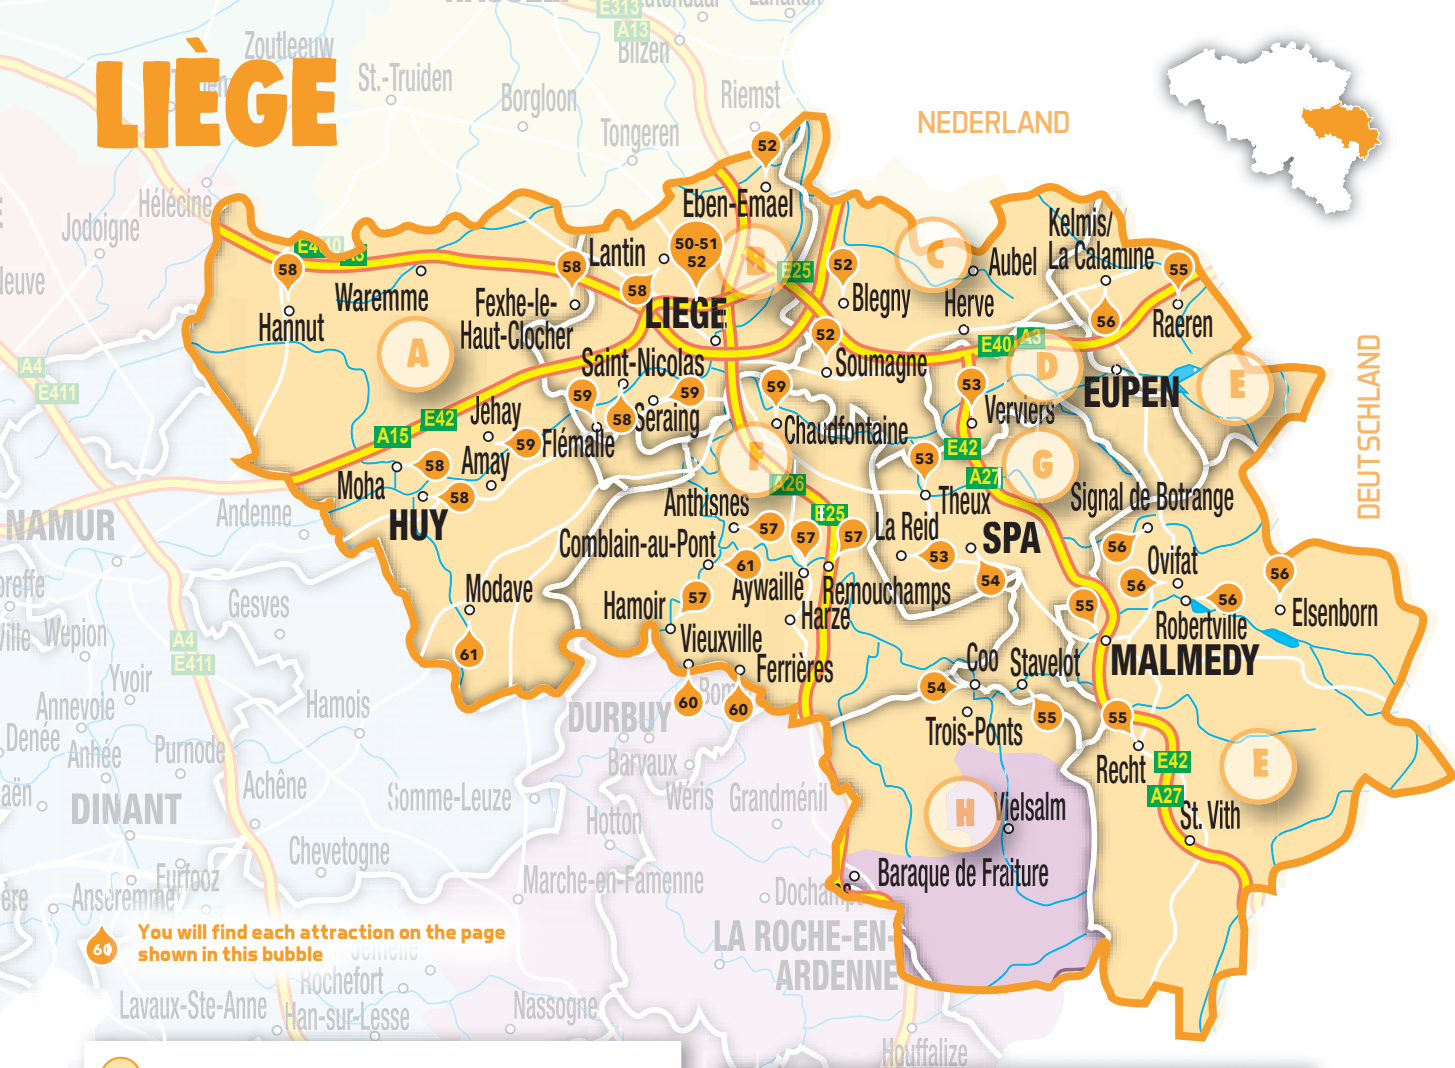 LIÈGE
Zoutleeuw
St.-Truiden
Borgloon
Bilzen
Riemst
Tongeren
E313
A13
NEDERLAND
DEUTSCHLAND
Hélécine
Jodoigne
52
Eben-Emael
Lantin
50-51
52
B
E25
52
Blegny
C
Aubel
Kelmis/
La Calamine
55
Raeren
56
58
Hannut
Waremme
58
Fexhe-le-
Haut-Clocher
58
LIEGE
Herve
52
Soumagne
E40
A3
D
EUPEN
E
A
Saint-Nicolas
59
58
59
Seraing
59
Chaudfontaine
53
Verviers
A4
E411
A15
E42
Jehay
59
Flémalle
Amay
Moha
58
58
HUY
F
A26
E25
Anthisnes
57
57
57
53
Theux
E42
A27
G
Signal de Botrange
La Reid
53
SPA
54
56
Ovifat
56
56
Robertville
56
Elsenborn
55
MALMEDY
NAMUR
Andenne
Comblain-au-Pont
61
Aywaille
Remouchamps
Hamoir
57
Harzé
Vieuxville
Ferrières
60
60
Modave
61
Gesves
Wépion
A4
E411
Yvoir
Annevoie
Hamois
Denée
Anhée
Purnode
Achêne
DINANT
Somme-Leuze
Chevetogne
DURBUY
Barvaux
Wéris
Grandménil
Hotton
Marche-en-Famenne
Coo
54
Stavelot
55
Trois-Ponts
55
Recht
E42
A27
St. Vith
E
H
Vielsalm
Baraque de Fraiture
LA ROCHE-EN-
ARDENNE
You will find each attraction on the page
shown in this bubble
Rochefort
Lavaux-Ste-Anne
Han-sur-Lesse
Nassogne
Houffalize